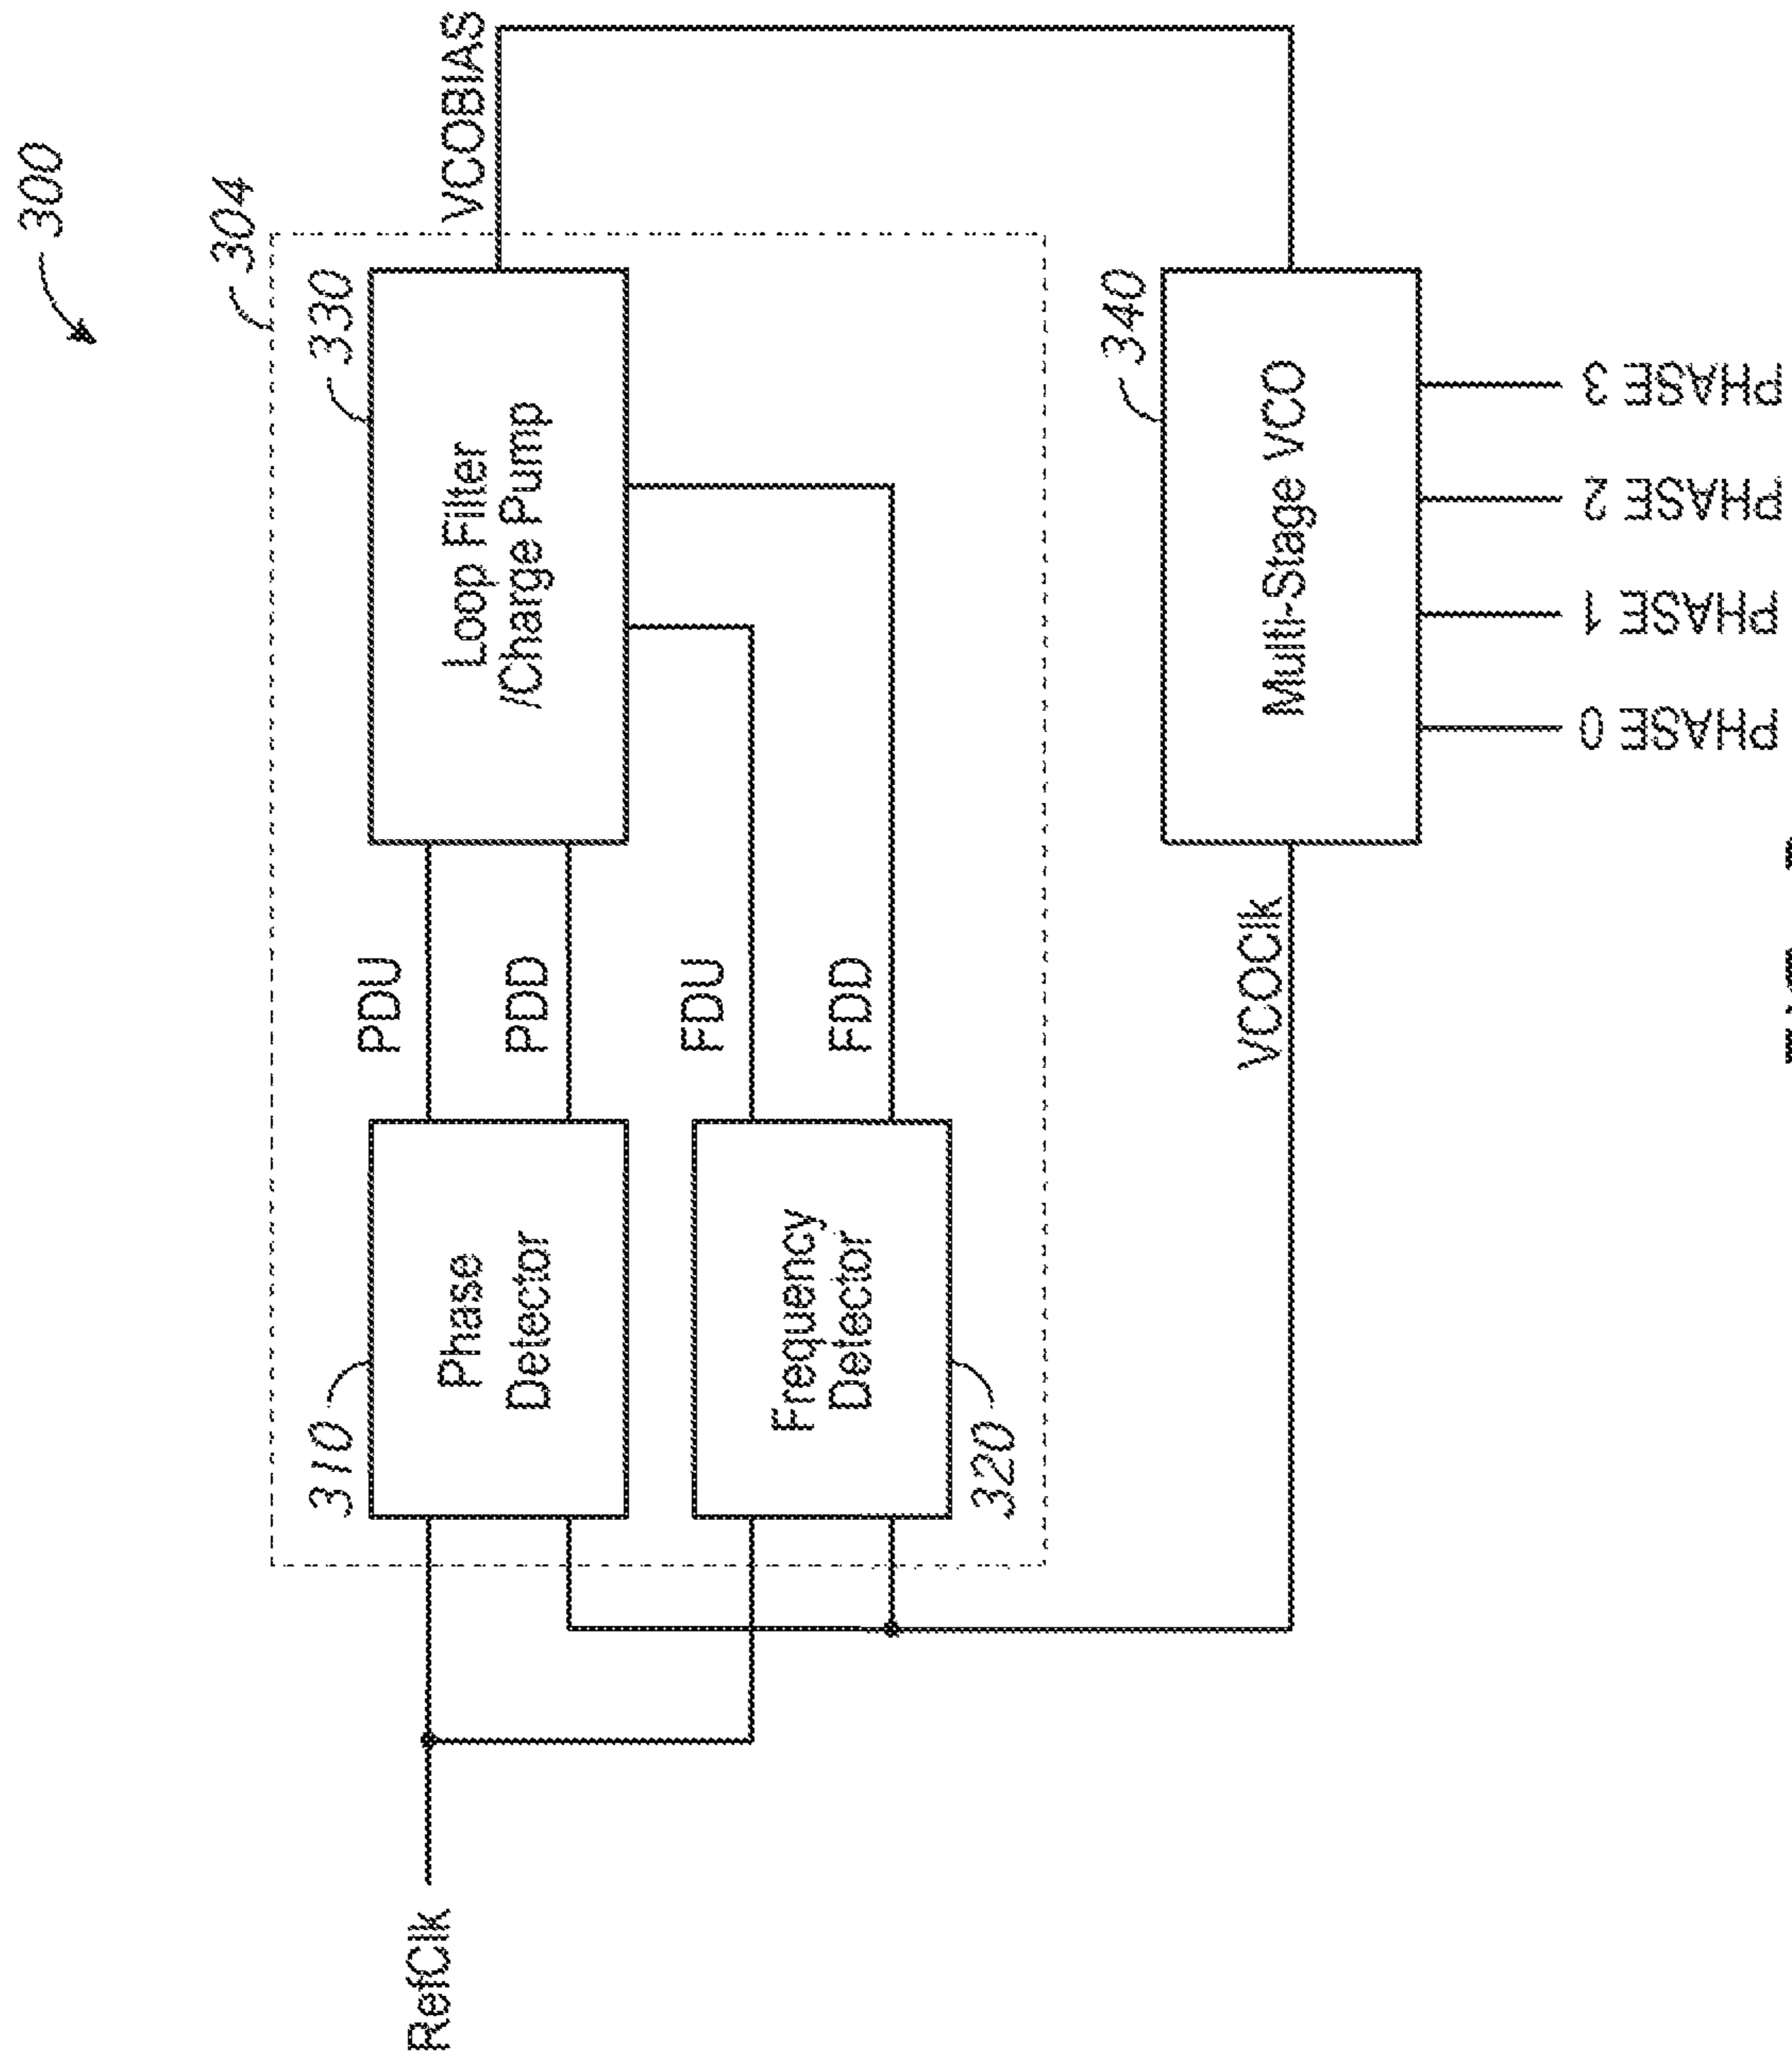 300
304
VCOBIAS
330
Loop Filter
/Charge Pump
PDU
PDD
FDU
FDD
310
Phase
Detector
Frequency
Detector
320
RefClk
340
Multi-Stage VCO
VCOClk
PHASE 0
PHASE 1
PHASE 2
PHASE 3